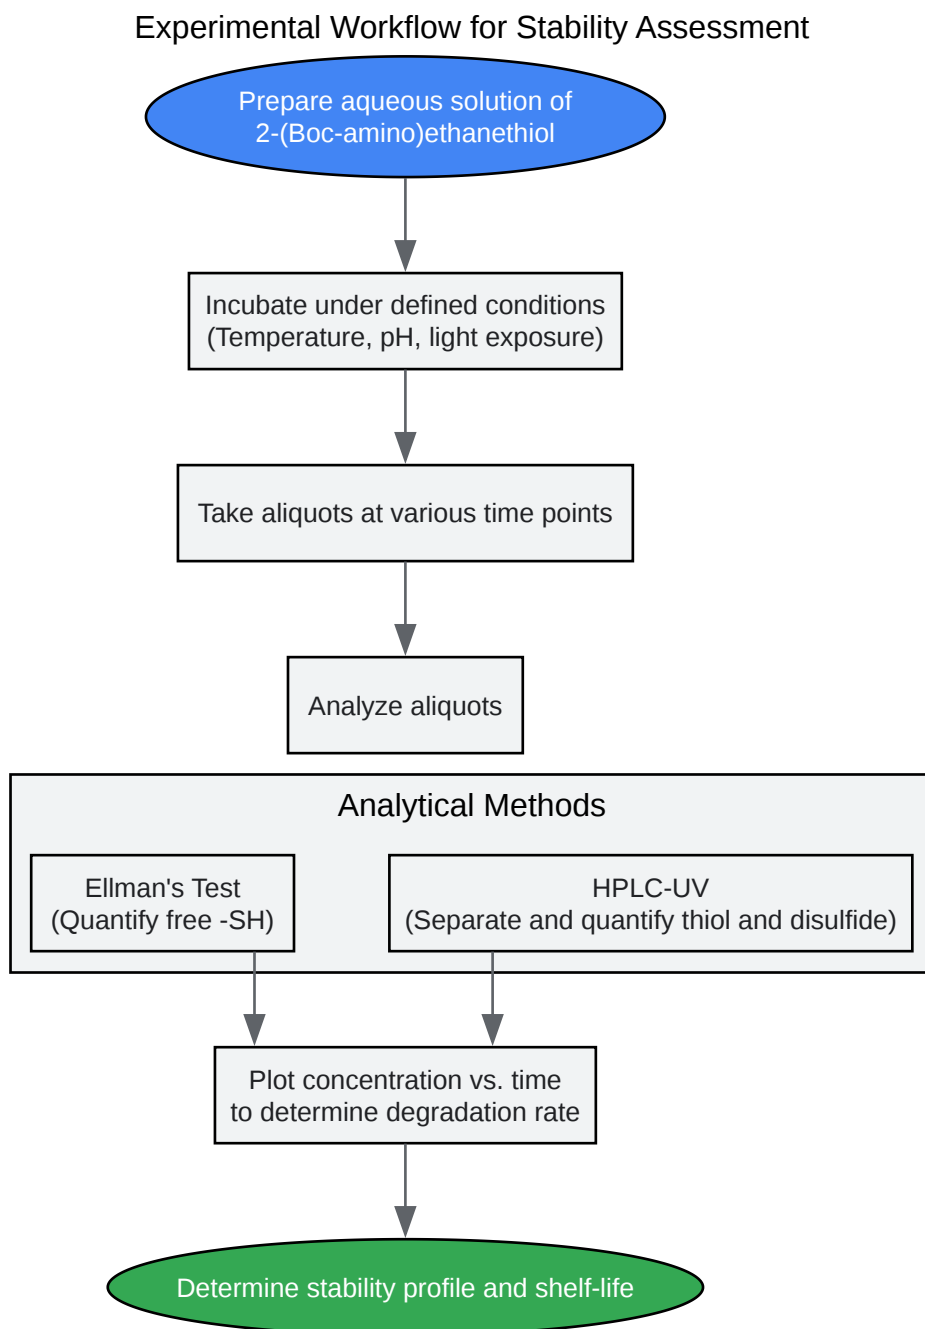 Experimental Workflow for Stability Assessment
Prepare aqueous solution of
2-(Boc-amino)ethanethiol
Incubate under defined conditions
(Temperature, pH, light exposure)
Take aliquots at various time points
Analyze aliquots
Analytical Methods
Ellman's Test
(Quantify free -SH)
HPLC-UV
(Separate and quantify thiol and disulfide)
Plot concentration vs. time
to determine degradation rate
Determine stability profile and shelf-life